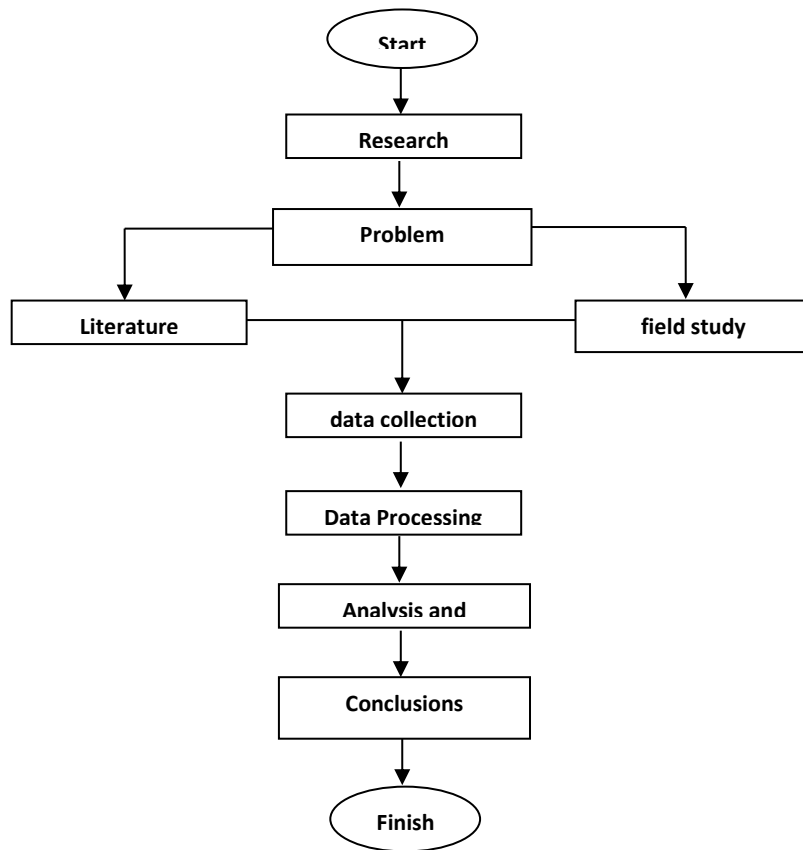 Start
Research
Problem
Literature
field study
data collection
Data Processing
Analysis and
Conclusions
Finish